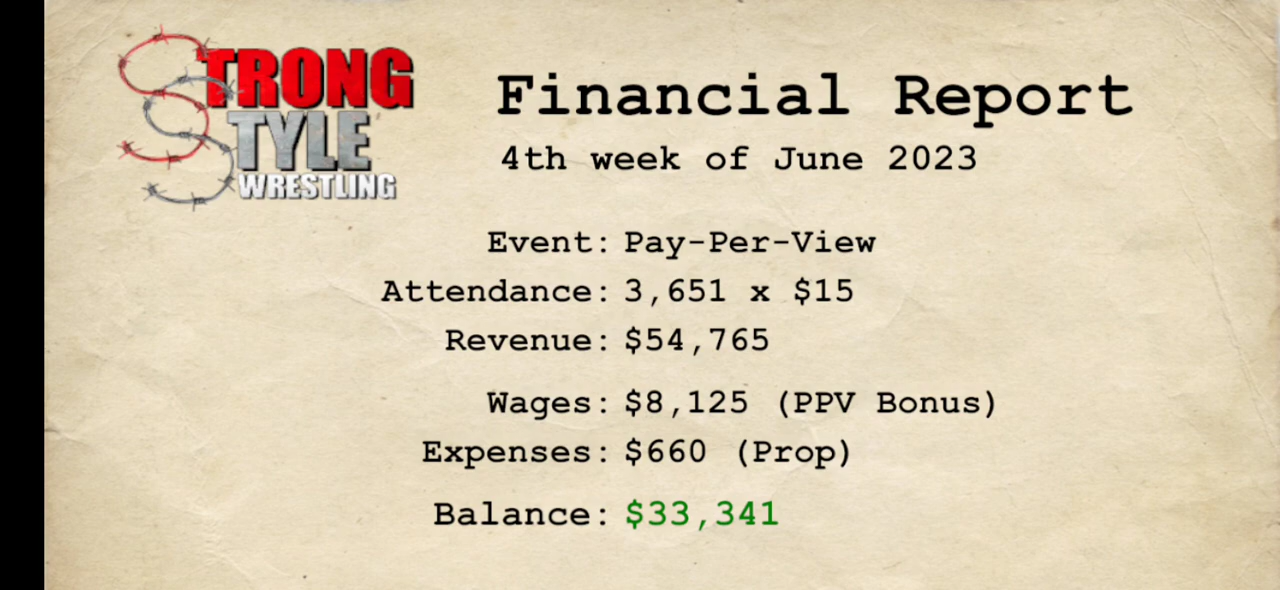 STRONG
STYLE
WRESTLING
Financial Report
4th week of June 2023
Event: Pay-Per-View
Attendance: 3,651 x $15
Revenue: $54,765
Wages: $8,125 (PPV Bonus)
Expenses: $660 (Prop)
Balance: $33,341